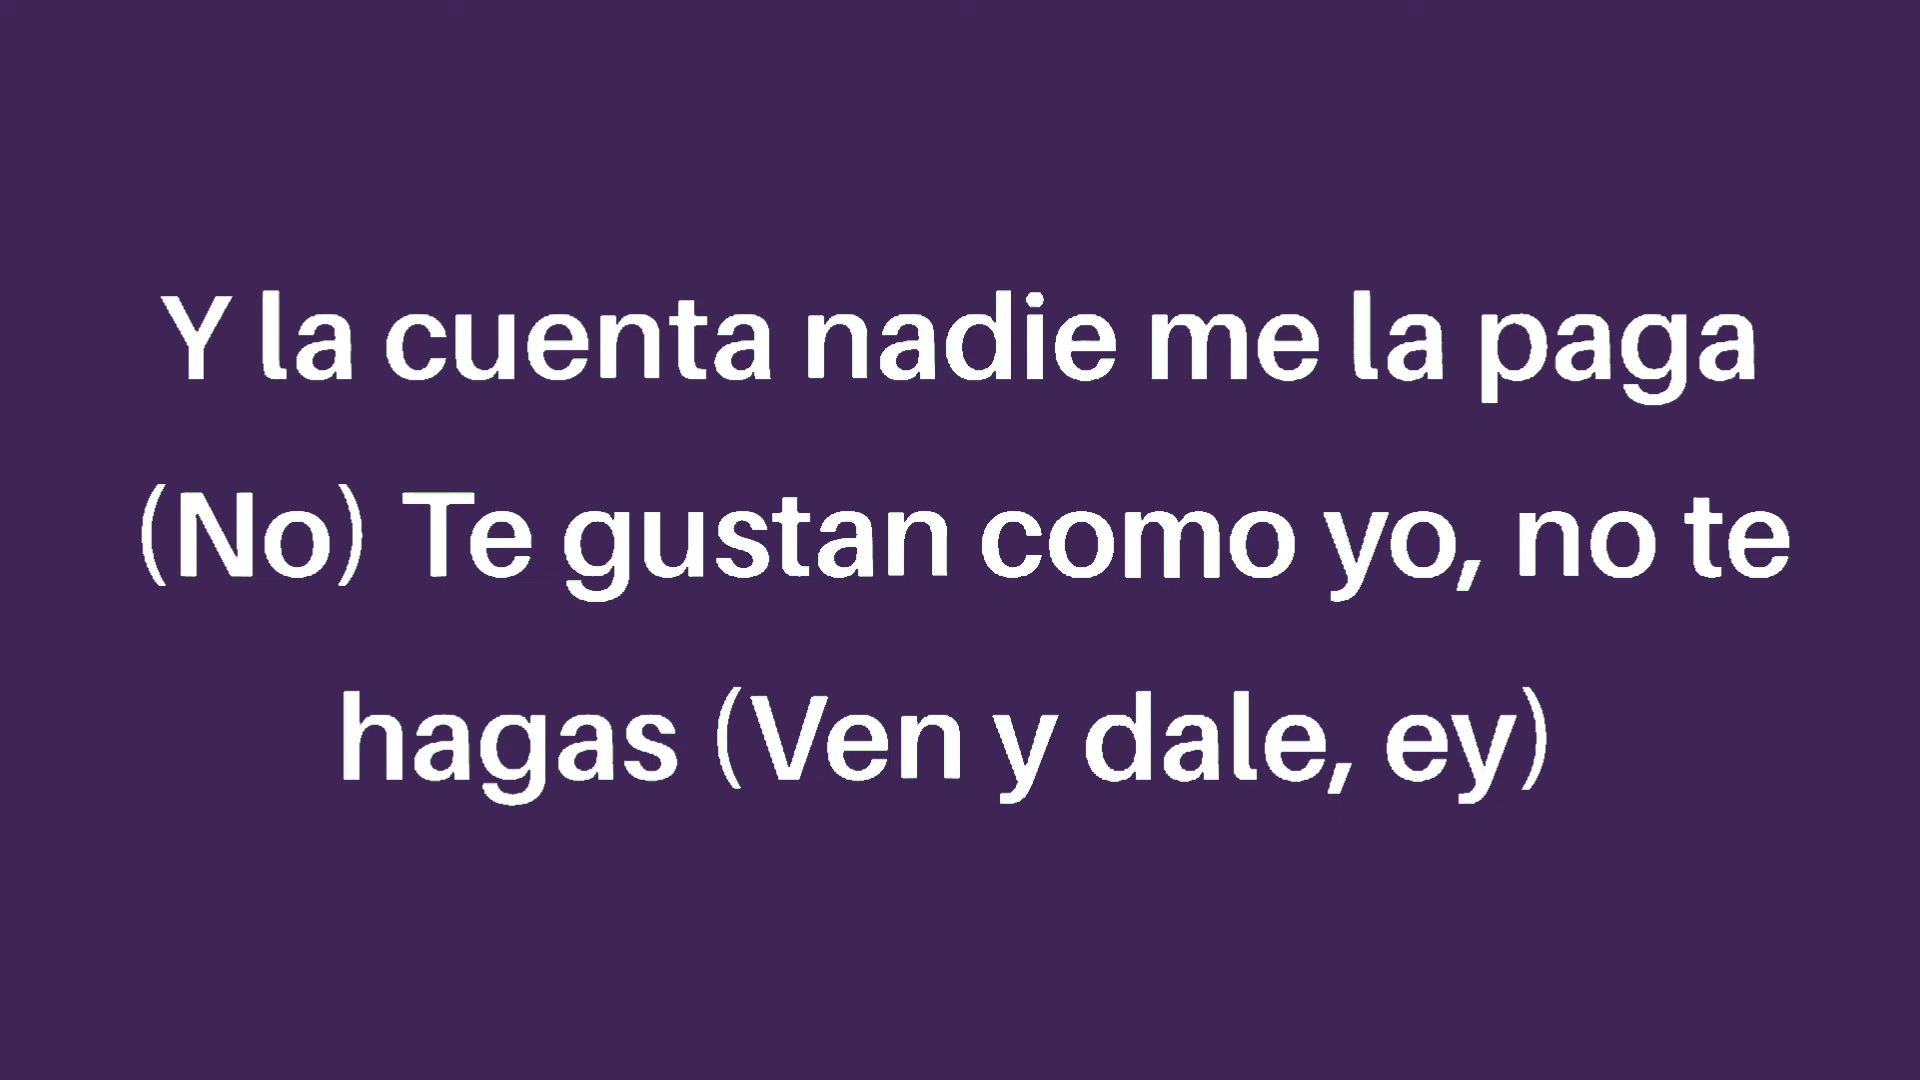 Y la cuenta nadie me la paga
(No) Te gustan como yo, no te
hagas (Ven y dale, ey)